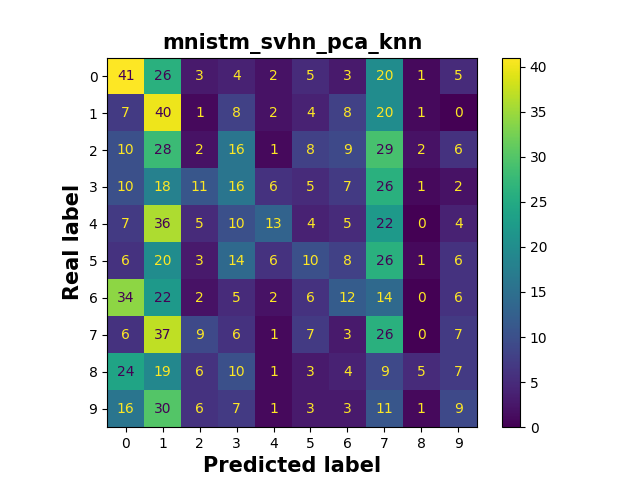 mnistm_svhn_pca_knn
Real label
0 41 26 3 4 2 5 3 20 1 5
1 7 40 1 8 2 4 8 20 1 0
2 10 28 2 16 1 8 9 29 2 6
3 10 18 11 16 6 5 7 26 1 2
4 7 36 5 10 13 4 5 22 0 4
5 6 20 3 14 6 10 8 26 1 6
6 34 22 2 5 2 6 12 14 0 6
7 6 37 9 6 1 7 3 26 0 7
8 24 19 6 10 1 3 4 9 5 7
9 16 30 6 7 1 3 3 11 1 9
0 1 2 3 4 5 6 7 8 9
Predicted label
40
35
30
25
20
15
10
5
0